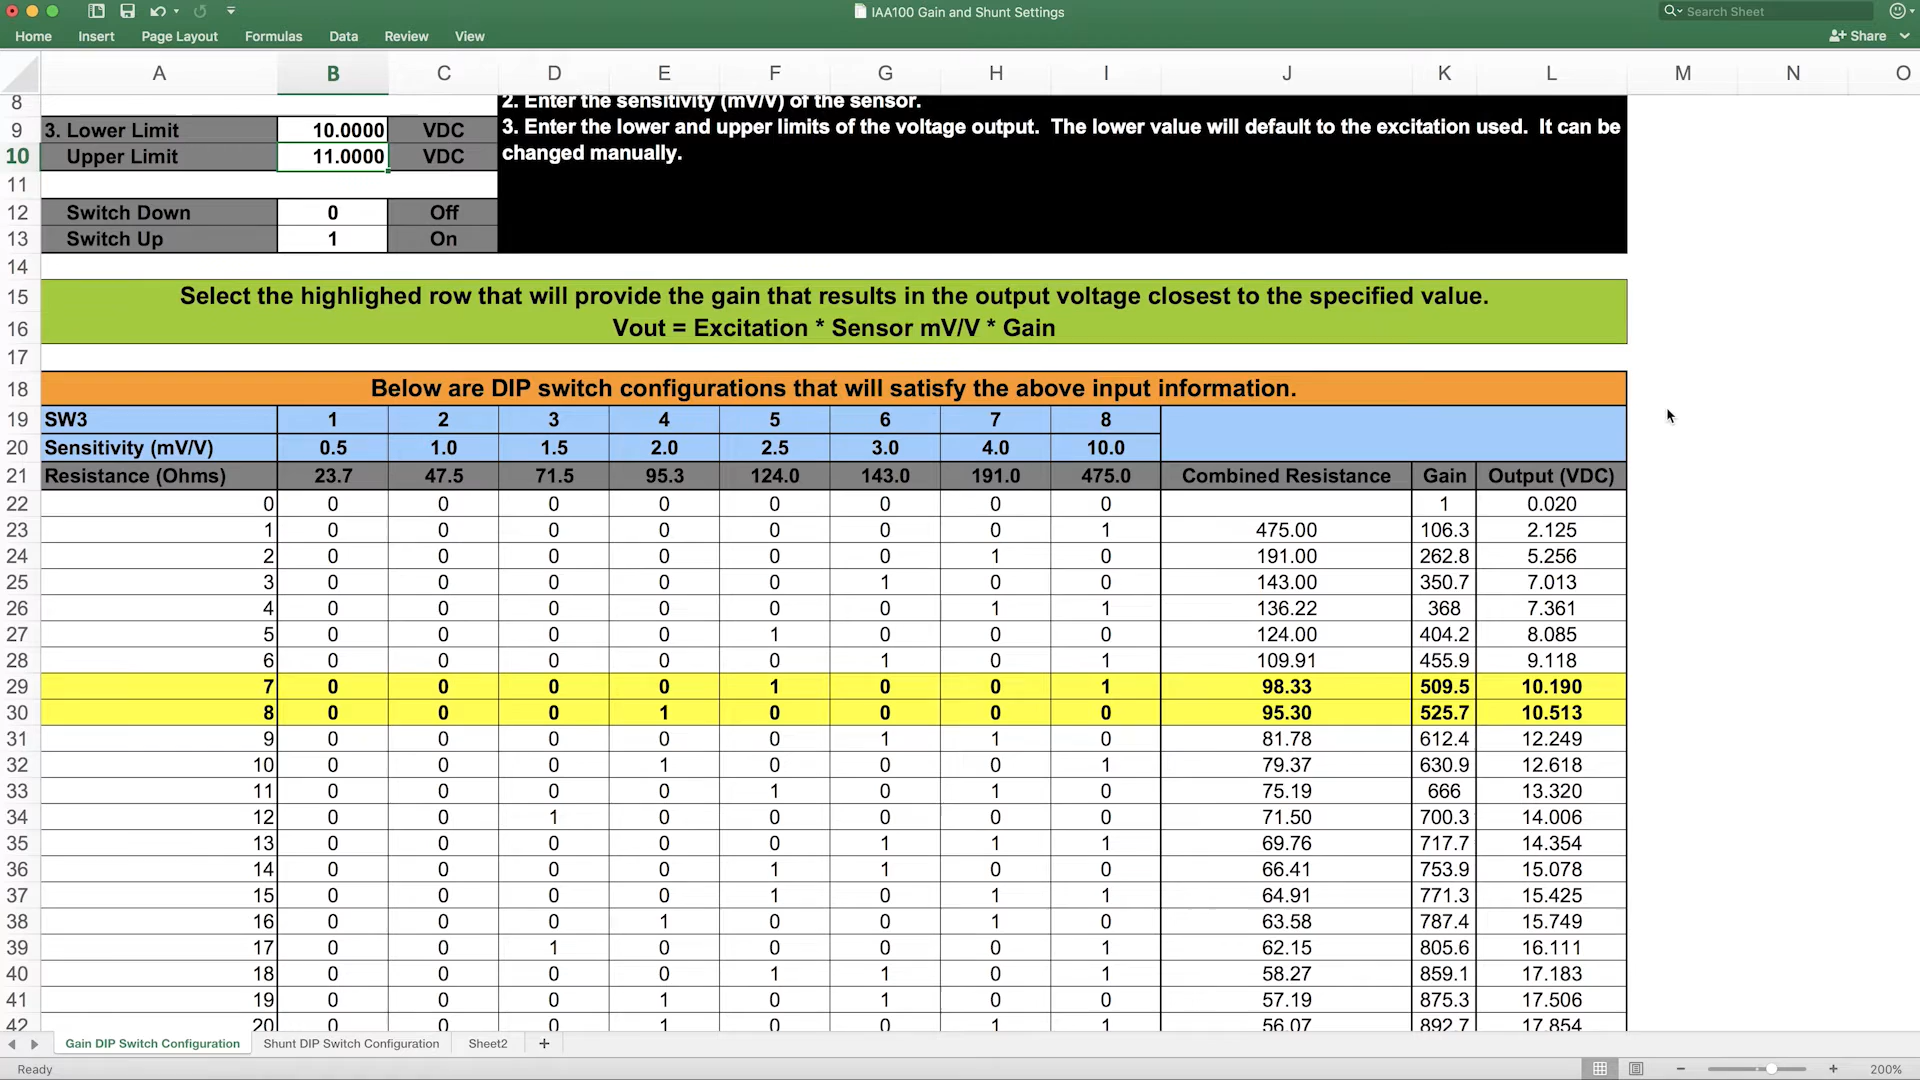 IAA100 Gain and Shunt Settings
Search Sheet
Home Insert Page Layout Formulas Data Review View
Share
A B C D E F G H I J K L M N O
8 2. Enter the sensitivity (mV/V) of the sensor.
9 3. Lower Limit 10.0000 VDC 3. Enter the lower and upper limits of the voltage output. The lower value will default to the excitation used. It can be
10 Upper Limit 11.0000 VDC changed manually.
11
12 Switch Down 0 Off
13 Switch Up 1 On
14
15 Select the highlighed row that will provide the gain that results in the output voltage closest to the specified value.
16 Vout = Excitation * Sensor mV/V * Gain
17
18 Below are DIP switch configurations that will satisfy the above input information.
19 SW3 1 2 3 4 5 6 7 8
20 Sensitivity (mV/V) 0.5 1.0 1.5 2.0 2.5 3.0 4.0 10.0
21 Resistance (Ohms) 23.7 47.5 71.5 95.3 124.0 143.0 191.0 475.0 Combined Resistance Gain Output (VDC)
22 0 0 0 0 0 0 0 0 0 1 0.020
23 1 0 0 0 0 0 0 0 1 475.00 106.3 2.125
24 2 0 0 0 0 0 0 1 0 191.00 262.8 5.256
25 3 0 0 0 0 0 1 0 0 143.00 350.7 7.013
26 4 0 0 0 0 0 0 1 1 136.22 368 7.361
27 5 0 0 0 0 1 0 0 0 124.00 404.2 8.085
28 6 0 0 0 0 0 1 0 1 109.91 455.9 9.118
29 7 0 0 0 0 1 0 0 1 98.33 509.5 10.190
30 8 0 0 0 1 0 0 0 0 95.30 525.7 10.513
31 9 0 0 0 0 0 1 1 0 81.78 612.4 12.249
32 10 0 0 0 1 0 0 0 1 79.37 630.9 12.618
33 11 0 0 0 0 1 0 1 0 75.19 666 13.320
34 12 0 0 1 0 0 0 0 0 71.50 700.3 14.006
35 13 0 0 0 0 0 1 1 1 69.76 717.7 14.354
36 14 0 0 0 0 1 1 0 0 66.41 753.9 15.078
37 15 0 0 0 0 1 0 1 1 64.91 771.3 15.425
38 16 0 0 0 1 0 0 1 0 63.58 787.4 15.749
39 17 0 0 1 0 0 0 0 1 62.15 805.6 16.111
40 18 0 0 0 0 1 1 0 1 58.27 859.1 17.183
41 19 0 0 0 1 0 1 0 0 57.19 875.3 17.506
42 20 0 0 0 1 0 0 1 1 56.07 892.7 17.854
Gain DIP Switch Configuration Shunt DIP Switch Configuration Sheet2 +
Ready 200%